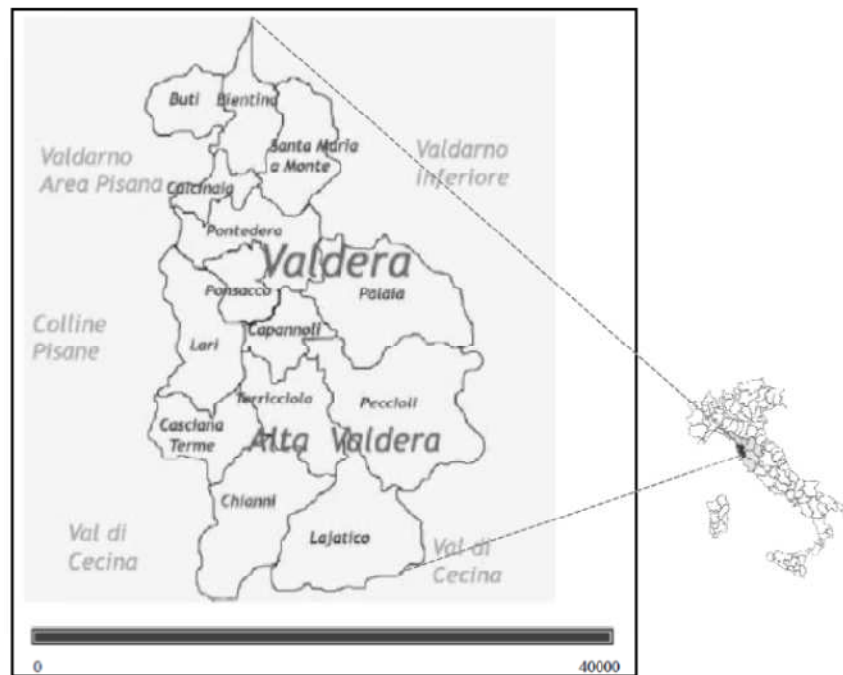 Buti
Bientina
Santa Maria
a Monte
Valdarno
Area Pisana
Valdarno
inferiore
Calcinaia
Pontedera
Valdera
Ponsacco
Palaia
Colline
Pisane
Capannoli
Lari
Terricciola
Peccioli
Casciana
Terme
Alta Valdera
Chianni
Lajatico
Val di
Cecina
Val di
Cecina
0
40000